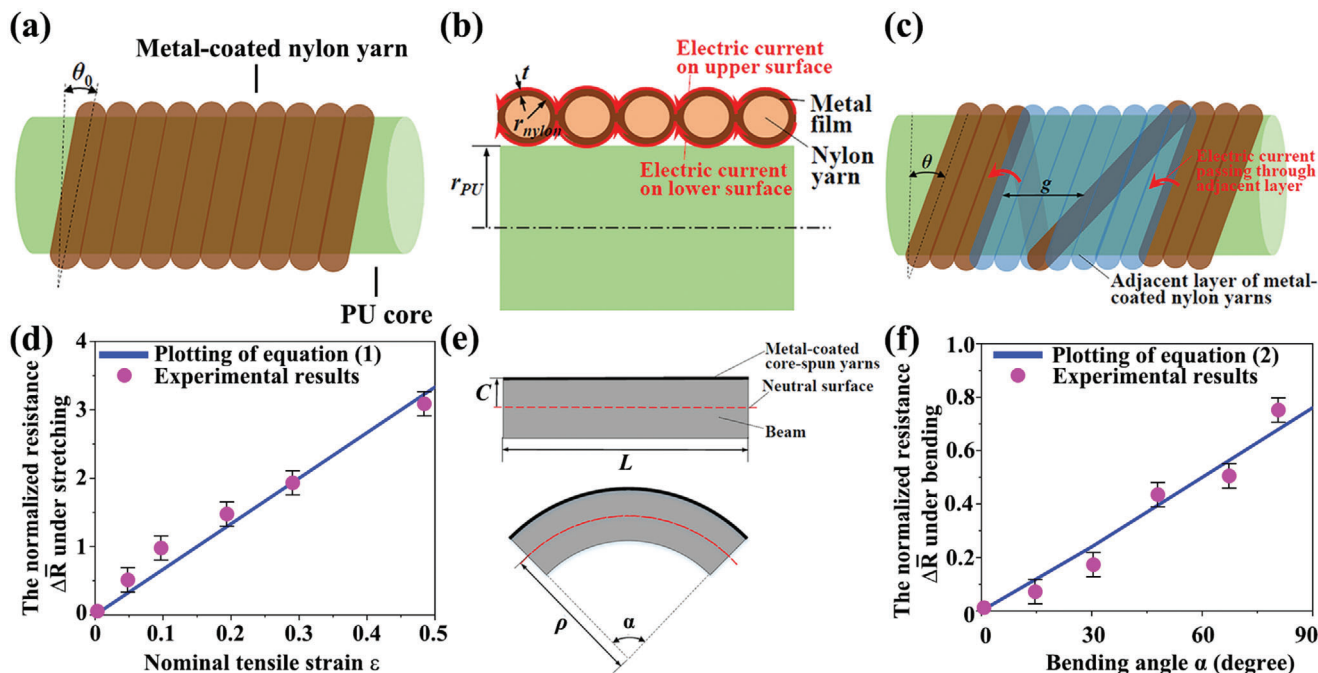 (a)
Metal-coated nylon yarn
θ0
PU core
(b)
Electric current
on upper surface
t
rnylon
Metal
film
Nylon
yarn
Electric current
on lower surface
rPU
(c)
θ
g
Electric current
passing through
adjacent layer
Adjacent layer of metal-
coated nylon yarns
(d)
Plotting of equation (1)
Experimental results
The normalized resistance
ΔR̅ under stretching
4
3
2
1
0
0
0.1
0.2
0.3
0.4
0.5
Nominal tensile strain ε
(e)
Metal-coated
core-spun yarns
Neutral surface
Beam
C
L
ρ
α
(f)
Plotting of equation (2)
Experimental results
The normalized resistance
ΔR̅ under bending
1.0
0.8
0.6
0.4
0.2
0
0
30
60
90
Bending angle α (degree)